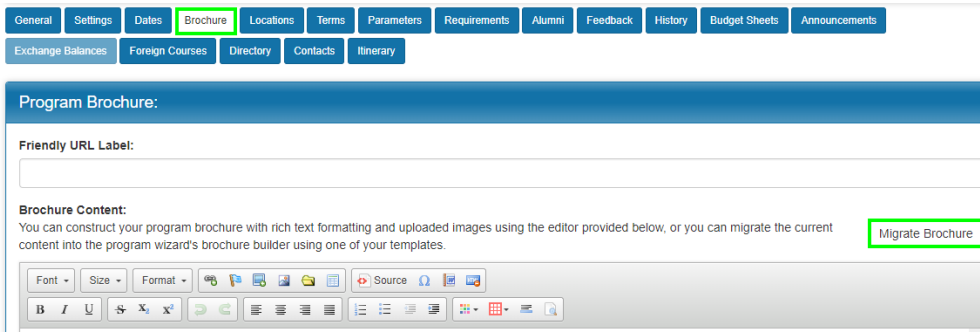 General Settings Dates Brochure Locations Terms Parameters Requirements Alumni Feedback History Budget Sheets Announcements
Exchange Balances Foreign Courses Directory Contacts Itinerary
Program Brochure:
Friendly URL Label:
Brochure Content:
You can construct your program brochure with rich text formatting and uploaded images using the editor provided below, or you can migrate the current
content into the program wizard's brochure builder using one of your templates.
Migrate Brochure
Font Size Format Source Ω
B I U S X₂ x²